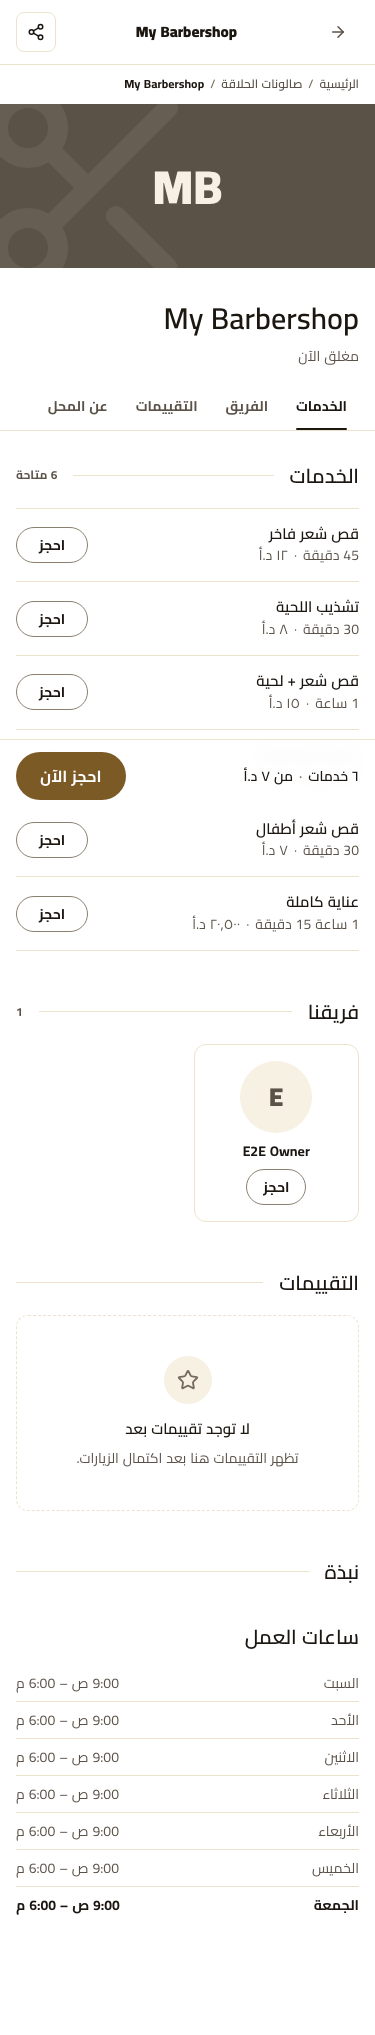 My Barbershop
الرئيسية / صالونات الحلاقة / My Barbershop
MB
My Barbershop
مغلق الآن
الخدمات
الفريق
التقييمات
عن المحل
الخدمات
6 متاحة
قص شعر فاخر
45 دقيقة · ١٢ د.أ
احجز
تشذيب اللحية
30 دقيقة · ٨ د.أ
احجز
قص شعر + لحية
1 ساعة · ١٥ د.أ
احجز
٦ خدمات · من ٧ د.أ
احجز الآن
قص شعر أطفال
30 دقيقة · ٧ د.أ
احجز
عناية كاملة
1 ساعة 15 دقيقة · ٢٠٫٥٠٠ د.أ
احجز
فريقنا
1
E
E2E Owner
احجز
التقييمات
لا توجد تقييمات بعد
تظهر التقييمات هنا بعد اكتمال الزيارات.
نبذة
ساعات العمل
السبت 9:00 ص – 6:00 م
الأحد 9:00 ص – 6:00 م
الاثنين 9:00 ص – 6:00 م
الثلاثاء 9:00 ص – 6:00 م
الأربعاء 9:00 ص – 6:00 م
الخميس 9:00 ص – 6:00 م
الجمعة 9:00 ص – 6:00 م